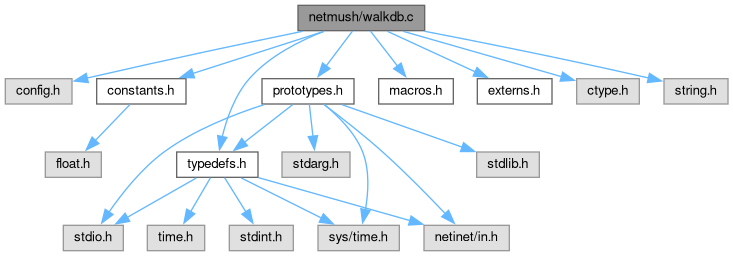 netmush/walkdb.c
config.h
constants.h
prototypes.h
macros.h
externs.h
ctype.h
string.h
float.h
typedefs.h
stdarg.h
stdlib.h
stdio.h
time.h
stdint.h
sys/time.h
netinet/in.h